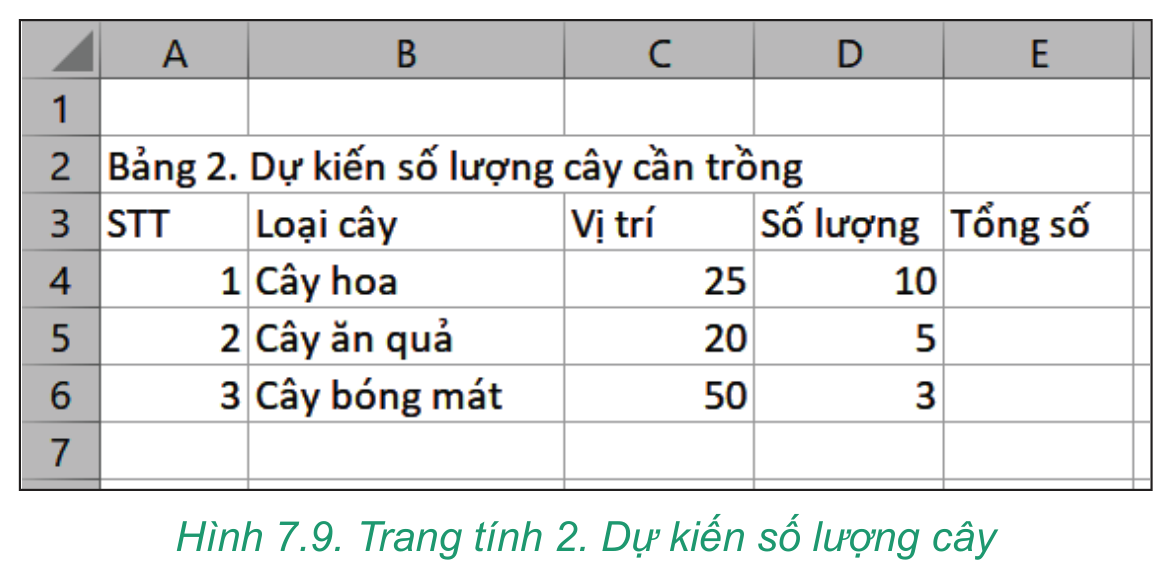 A B C D E
1
2 Bảng 2. Dự kiến số lượng cây cần trồng
3 STT Loại cây Vị trí Số lượng Tổng số
4 1 Cây hoa 25 10
5 2 Cây ăn quả 20 5
6 3 Cây bóng mát 50 3
7
Hình 7.9. Trang tính 2. Dự kiến số lượng cây